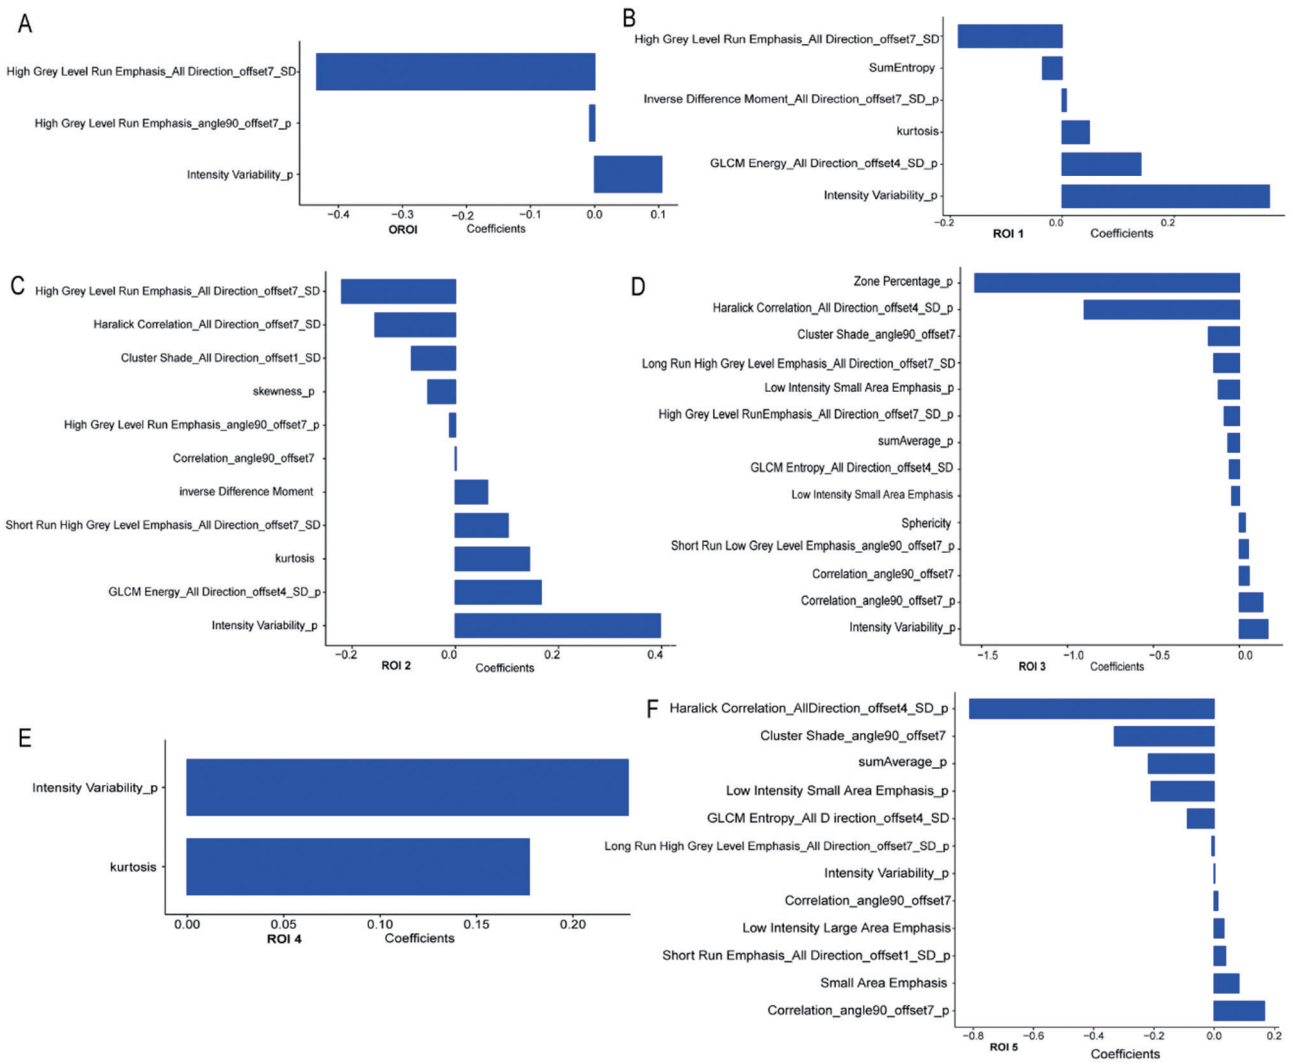 A
High Grey Level Run Emphasis_All Direction_offset7_SD
High Grey Level Run Emphasis_angle90_offset7_p
Intensity Variability_p
−0.4 −0.3 −0.2 −0.1 0.0 0.1
OROI Coefficients
B
High Grey Level Run Emphasis_All Direction_offset7_SD
SumEntropy
Inverse Difference Moment_All Direction_offset7_SD_p
kurtosis
GLCM Energy_All Direction_offset4_SD_p
Intensity Variability_p
−0.2 0.0 0.2
ROI 1 Coefficients
C
High Grey Level Run Emphasis_All Direction_offset7_SD
Haralick Correlation_All Direction_offset7_SD
Cluster Shade_All Direction_offset1_SD
skewness_p
High Grey Level Run Emphasis_angle90_offset7_p
Correlation_angle90_offset7
inverse Difference Moment
Short Run High Grey Level Emphasis_All Direction_offset7_SD
kurtosis
GLCM Energy_All Direction_offset4_SD_p
Intensity Variability_p
−0.2 0.0 0.2 0.4
ROI 2 Coefficients
D
Zone Percentage_p
Haralick Correlation_All Direction_offset4_SD_p
Cluster Shade_angle90_offset7
Long Run High Grey Level Emphasis_All Direction_offset7_SD
Low Intensity Small Area Emphasis_p
High Grey Level RunEmphasis_All Direction_offset7_SD_p
sumAverage_p
GLCM Entropy_All Direction_offset4_SD
Low Intensity Small Area Emphasis
Sphericity
Short Run Low Grey Level Emphasis_angle90_offset7_p
Correlation_angle90_offset7
Correlation_angle90_offset7_p
Intensity Variability_p
−1.5 −1.0 −0.5 0.0
ROI 3 Coefficients
E
Intensity Variability_p
kurtosis
0.00 0.05 0.10 0.15 0.20
ROI 4 Coefficients
F
Haralick Correlation_AllDirection_offset4_SD_p
Cluster Shade_angle90_offset7
sumAverage_p
Low Intensity Small Area Emphasis_p
GLCM Entropy_All D irection_offset4_SD
Long Run High Grey Level Emphasis_All Direction_offset7_SD_p
Intensity Variability_p
Correlation_angle90_offset7
Low Intensity Large Area Emphasis
Short Run Emphasis_All Direction_offset1_SD_p
Small Area Emphasis
Correlation_angle90_offset7_p
−0.8 −0.6 −0.4 −0.2 0.0 0.2
ROI 5 Coefficients